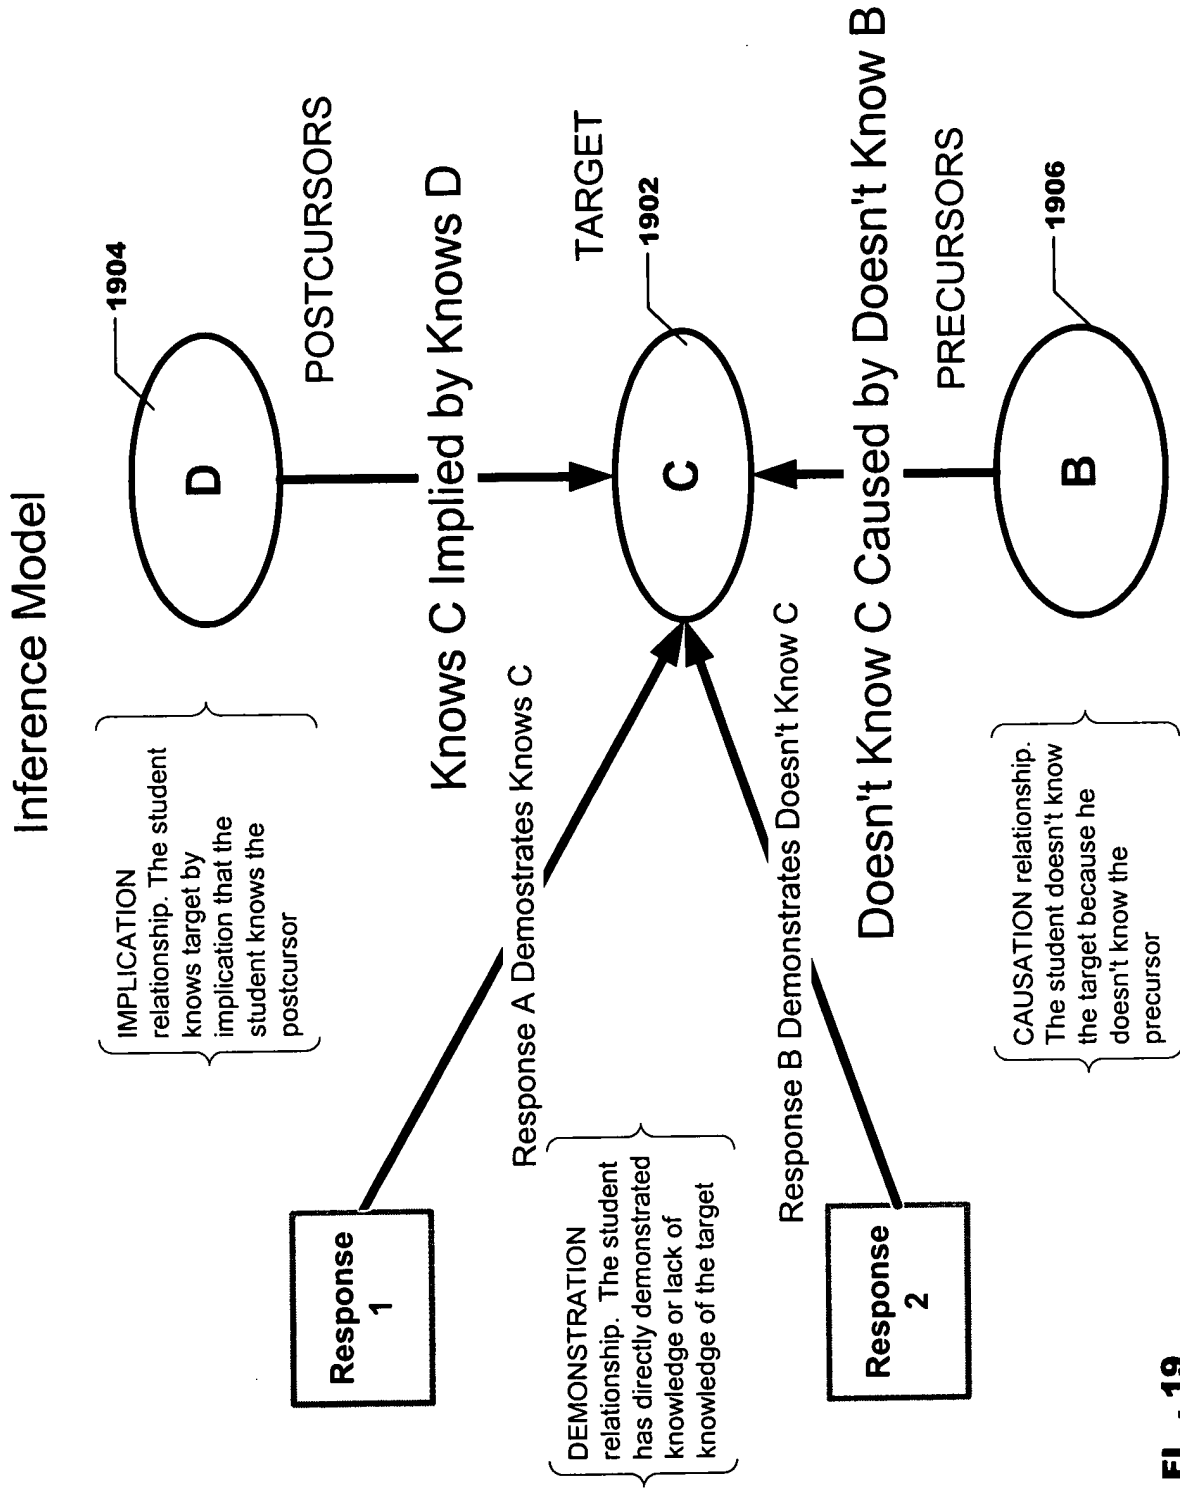 Inference Model
IMPLICATION
relationship. The student
knows target by
implication that the
student knows the
postcursor
D
1904
POSTCURSORS
Knows C Implied by Knows D
Response
1
Response A Demostrates Knows C
DEMONSTRATION
relationship. The student
has directly demonstrated
knowledge or lack of
knowledge of the target
C
TARGET
1902
Response B Demonstrates Doesn't Know C
Response
2
Doesn't Know C Caused by Doesn't Know B
PRECURSORS
CAUSATION relationship.
The student doesn't know
the target because he
doesn't know the
precursor
B
1906
19